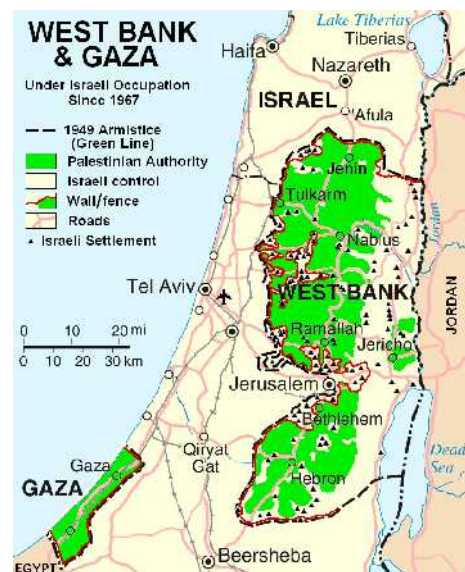 WEST BANK
& GAZA
Under Israeli Occupation
Since 1967
1949 Armistice
(Green Line)
Palestinian Authority
Israeli control
Wall/fence
Roads
Israeli Settlement
Lake Tiberias
Tiberias
Haifa
Nazareth
ISRAEL
'Afula
Jenin
Tulkarm
Nablus
Jordan
Tel Aviv
WEST BANK
JORDAN
0 10 20 mi
0 10 20 30 km
Ramallah
Jericho
Jerusalem
Bethlehem
Qiryat
Gat
Dead
Sea
Gaza
GAZA
Hebron
Beersheba
EGYPT